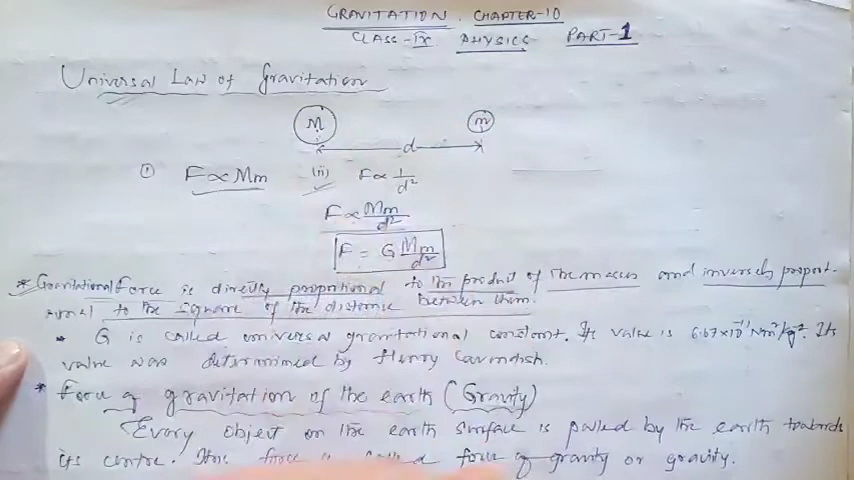 GRAVITATION. CHAPTER-10
CLASS-IX PHYSICS PART-1
Universal Law of Gravitation
M m
d
(i) F∝Mm (ii) F∝1/d²
F∝Mm/d²
F = G Mm/d²
* Gravitational Force is directly proportional to the product of the masses and inversely proport-
ional to the square of the distance between them.
* G is called universal gravitational constant. Its value is 6.67×10⁻¹¹ Nm²/kg². Its
value was determined by Henry Cavendish.
* Force of gravitation of the earth (Gravity)
Every object on the earth surface is pulled by the earth towards
its centre. This force is called force of gravity or gravity.